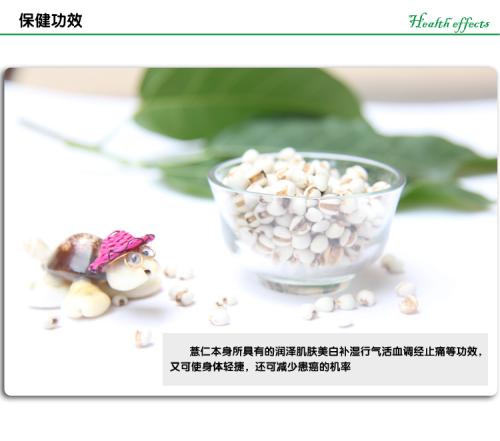 保健功效
Health effects
薏仁本身所具有的润泽肌肤美白补湿行气活血调经止痛等功效,
又可使身体轻捷，还可减少患癌的机率